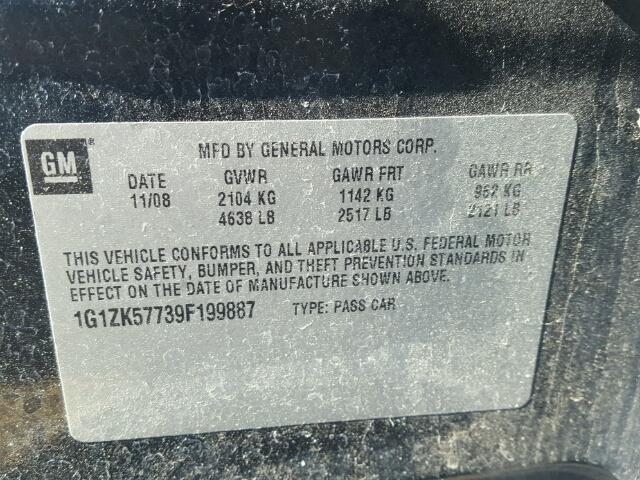 GM®
MFD BY GENERAL MOTORS CORP.
DATE GVWR GAWR FRT GAWR RR
11/08 2104 KG 1142 KG 962 KG
4638 LB 2517 LB 2121 LB
THIS VEHICLE CONFORMS TO ALL APPLICABLE U.S. FEDERAL MOTOR
VEHICLE SAFETY, BUMPER, AND THEFT PREVENTION STANDARDS IN
EFFECT ON THE DATE OF MANUFACTURE SHOWN ABOVE.
1G1ZK57739F199887 TYPE: PASS CAR